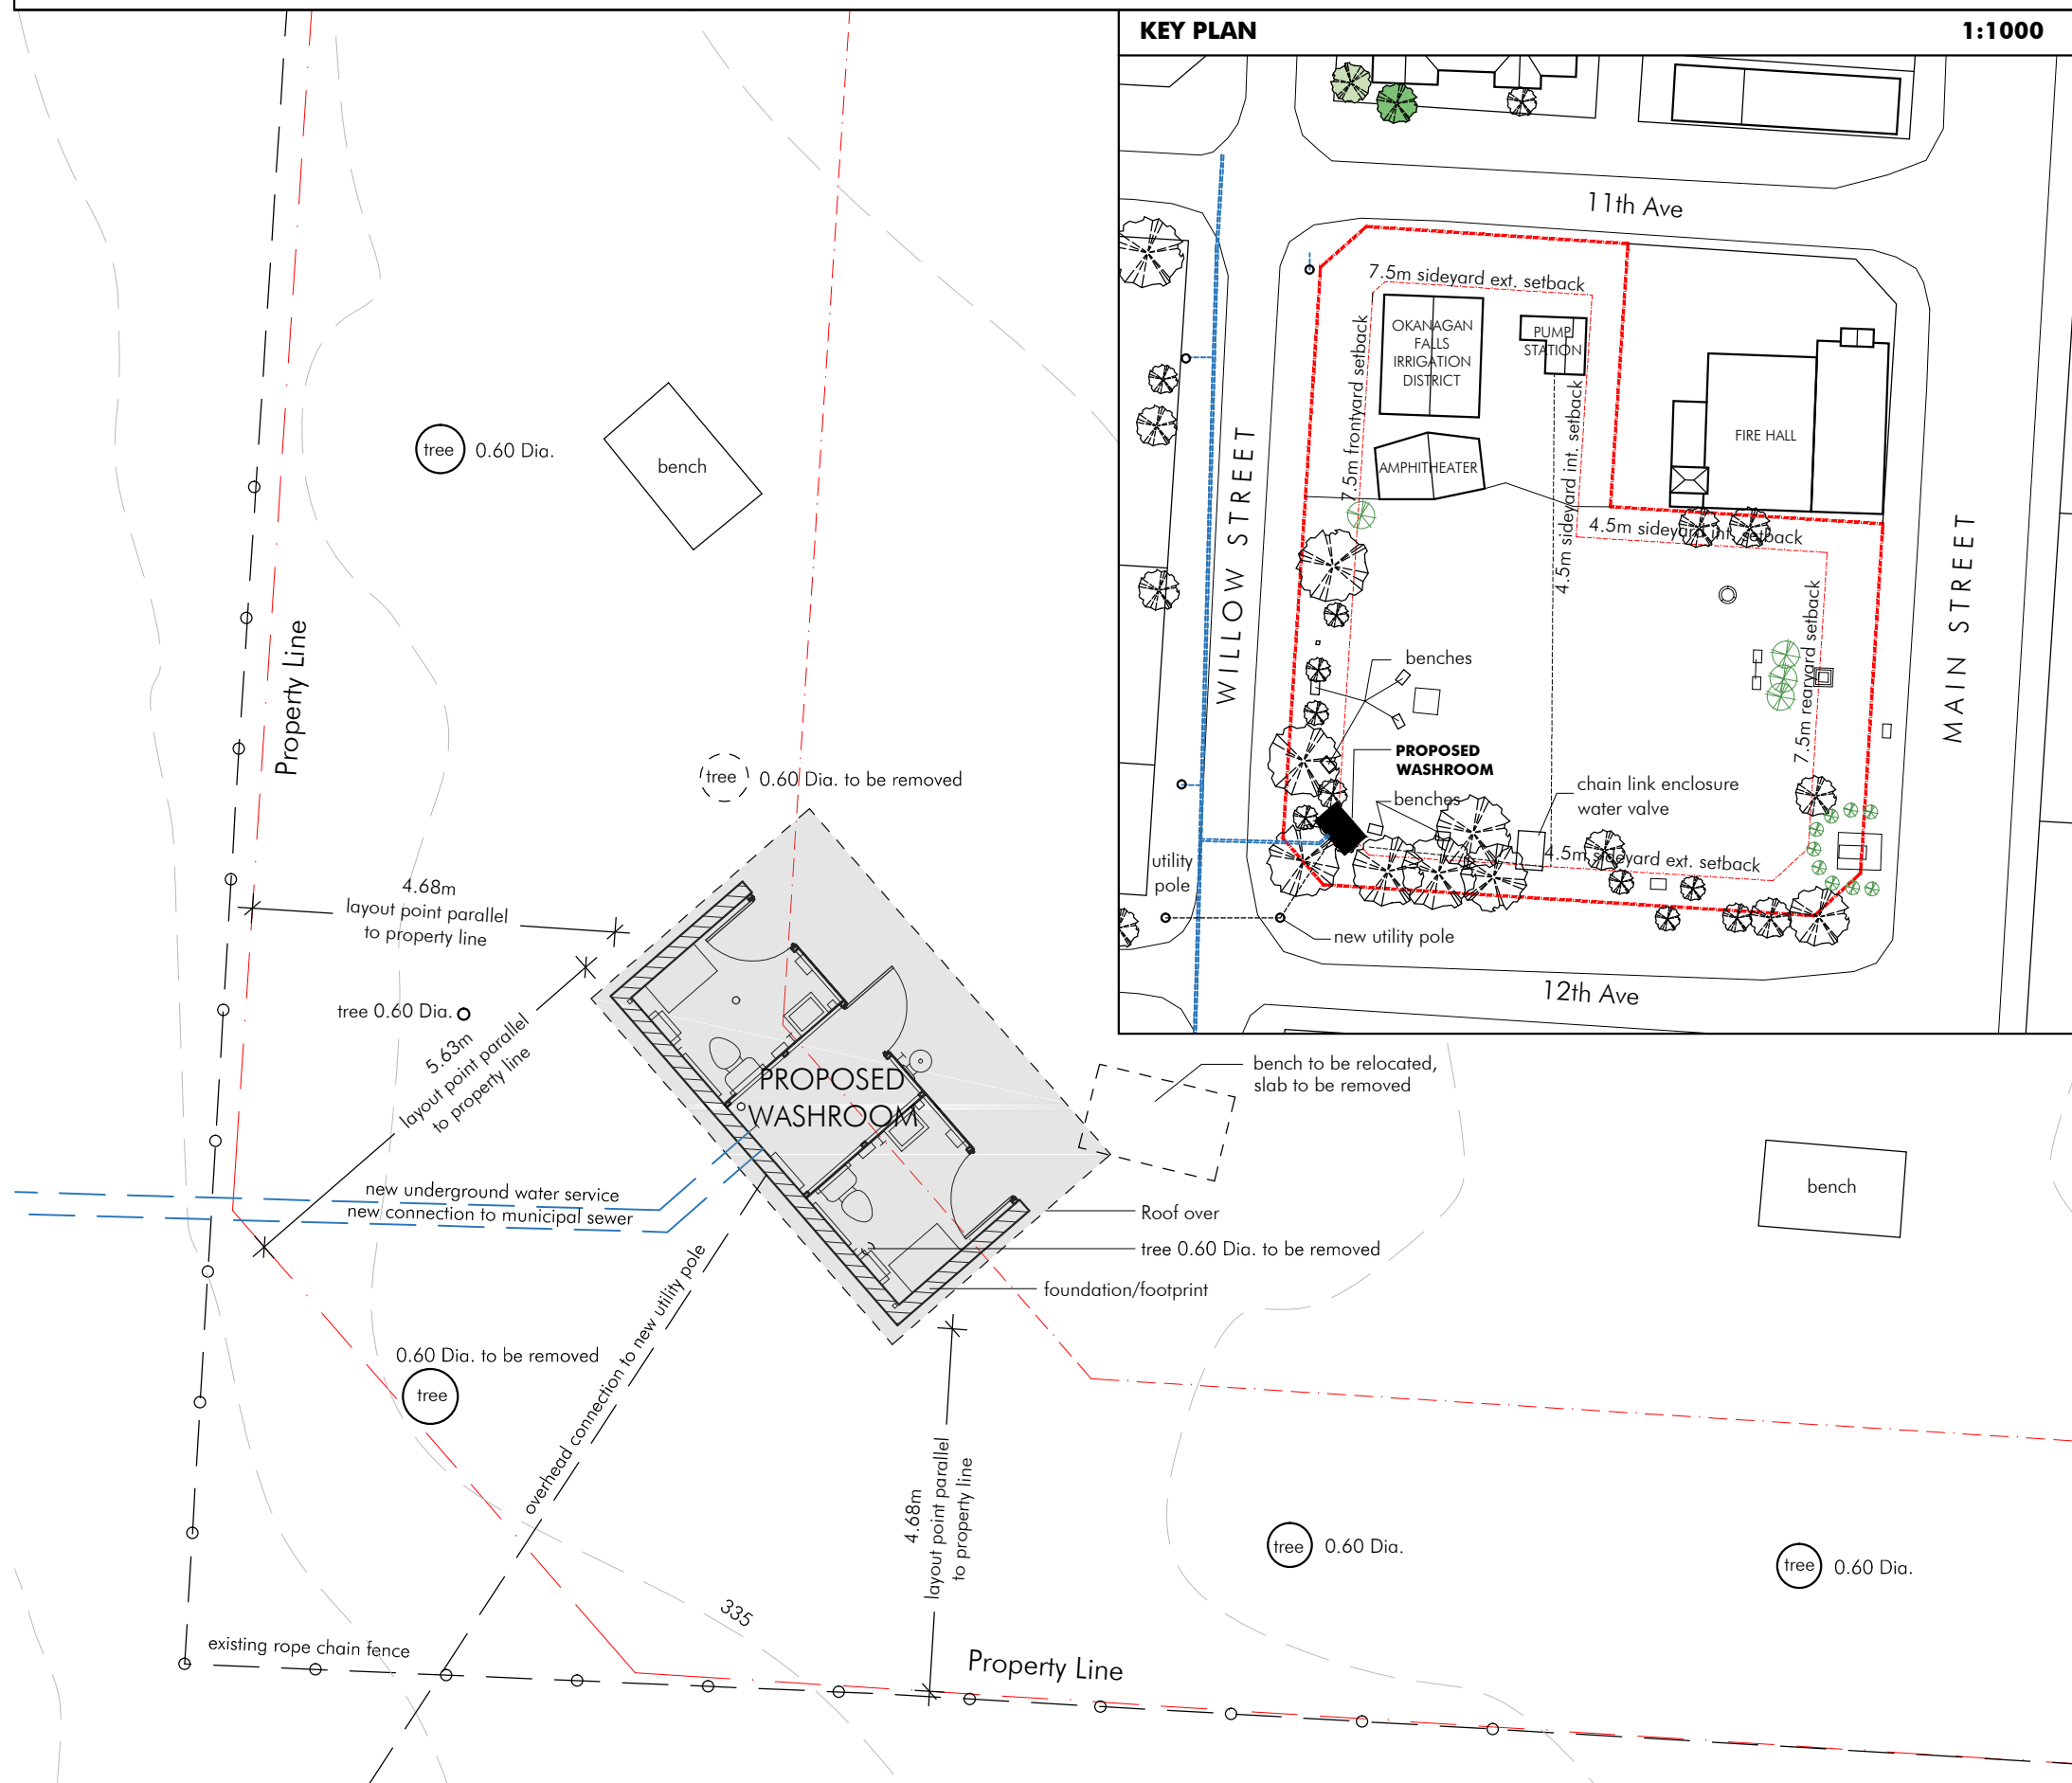 KEY PLAN
1:1000
11th Ave
7.5m sideyard ext. setback
OKANAGAN
FALLS
IRRIGATION
DISTRICT
PUMP
STATION
7.5m frontyard setback
4.5m sideyard int. setback
FIRE HALL
AMPHITHEATER
4.5m sideyard int. setback
WILLOW STREET
MAIN STREET
7.5m rearyard setback
benches
PROPOSED
WASHROOM
benches
chain link enclosure
water valve
4.5m sideyard ext. setback
utility
pole
new utility pole
12th Ave
tree
0.60 Dia.
bench
Property Line
tree
0.60 Dia. to be removed
4.68m
layout point parallel
to property line
tree 0.60 Dia.
5.63m
layout point parallel
to property line
PROPOSED
WASHROOM
bench to be relocated,
slab to be removed
bench
new underground water service
new connection to municipal sewer
Roof over
tree 0.60 Dia. to be removed
foundation/footprint
overhead connection to new utility pole
0.60 Dia. to be removed
tree
4.68m
layout point parallel
to property line
tree
0.60 Dia.
tree
0.60 Dia.
335
existing rope chain fence
Property Line